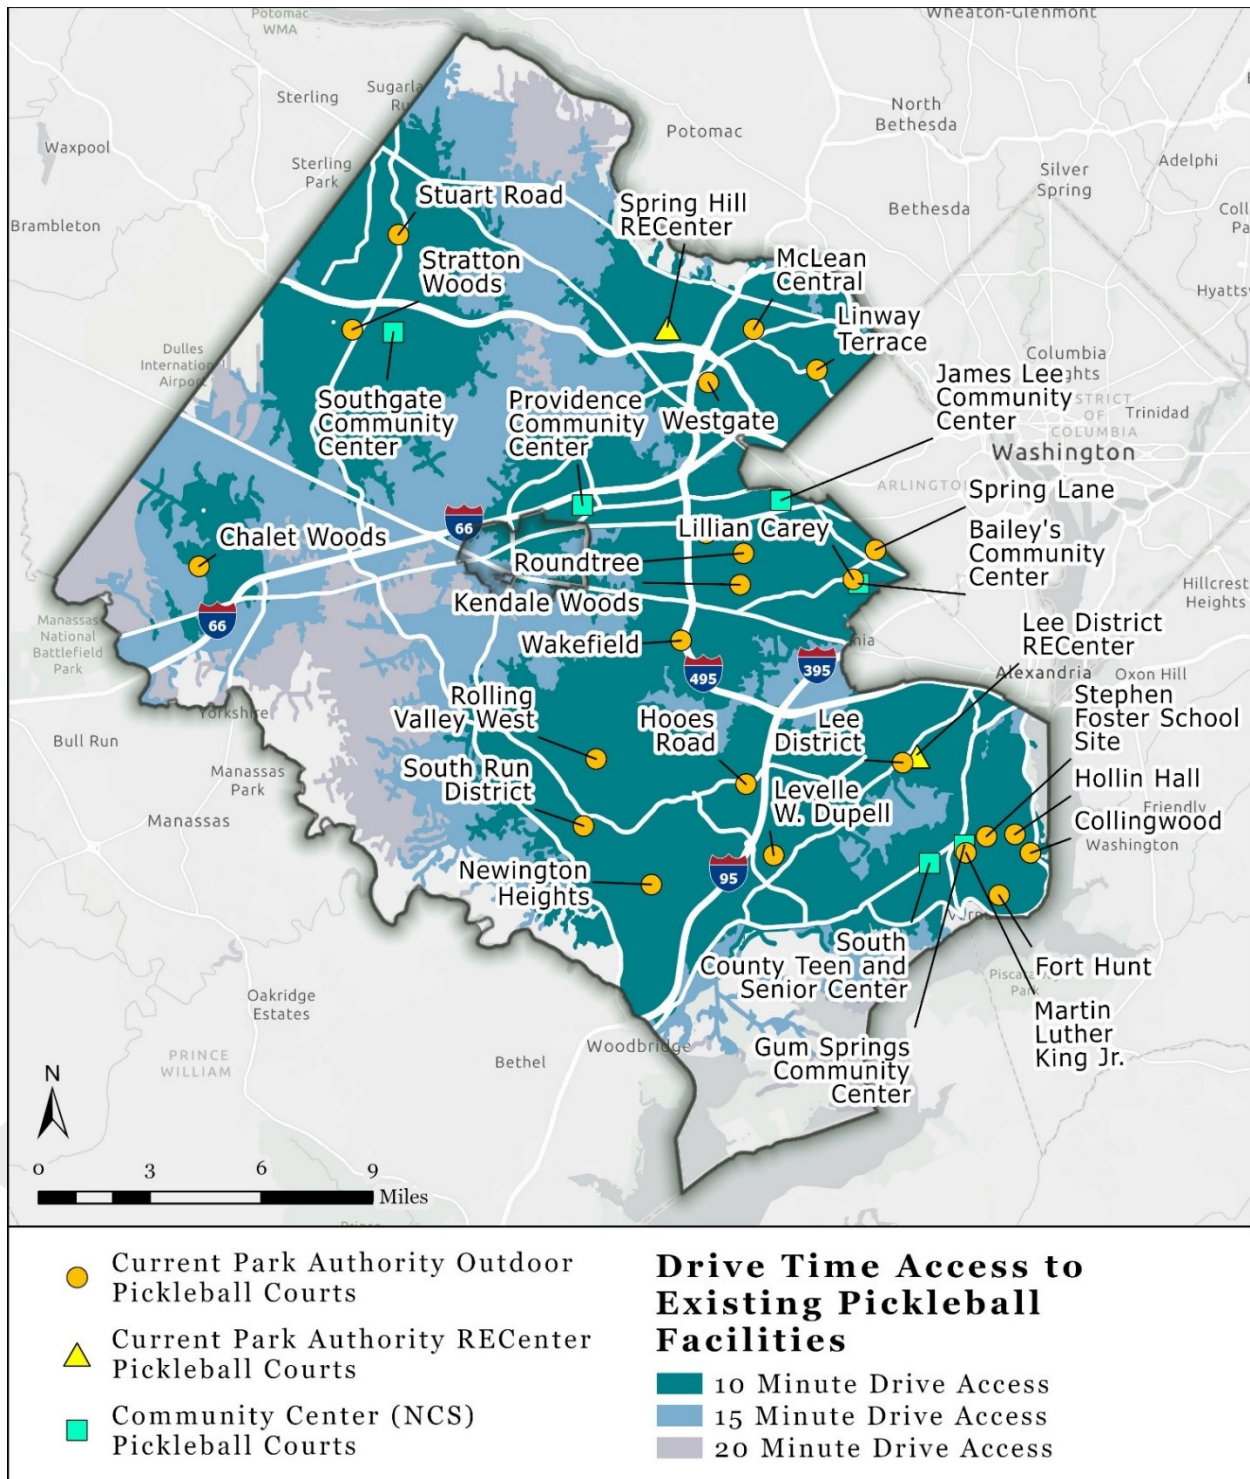 Potomac
WMA
Wheaton-Glenmont
Sterling
North
Bethesda
Potomac
Waxpool
Sterling
Park
Silver
Spring
Adelphi
Brambleton
Bethesda
Stuart Road
Spring Hill
RECenter
Stratton
Woods
McLean
Central
Linway
Terrace
Dulles
International
Airport
Columbia
Trinidad
Washington
Southgate
Community
Center
Providence
Community
Center
Westgate
James Lee
Community
Center
Spring Lane
Bailey's
Community
Center
Chalet Woods
66
Lillian Carey
Roundtree
Kendale Woods
Hillcrest
Heights
Manassas
National
Battlefield
Park
66
Wakefield
495
395
Lee District
RECenter
Alexandria
Oxon Hill
Yorkshire
Bull Run
Rolling
Valley West
Hooes
Road
Lee
District
Stephen
Foster School
Site
Manassas
Park
South Run
District
Levelle
W. Dupell
Hollin Hall
Friendly
Manassas
Collingwood
Washington
Newington
Heights
95
South
County Teen and
Senior Center
Fort Hunt
Park
Oakridge
Estates
Martin
Luther
King Jr.
Bethel
Woodbridge
Gum Springs
Community
Center
PRINCE
WILLIAM
N
0 3 6 9
Miles
Current Park Authority Outdoor
Pickleball Courts
Current Park Authority RECenter
Pickleball Courts
Community Center (NCS)
Pickleball Courts
Drive Time Access to
Existing Pickleball
Facilities
10 Minute Drive Access
15 Minute Drive Access
20 Minute Drive Access